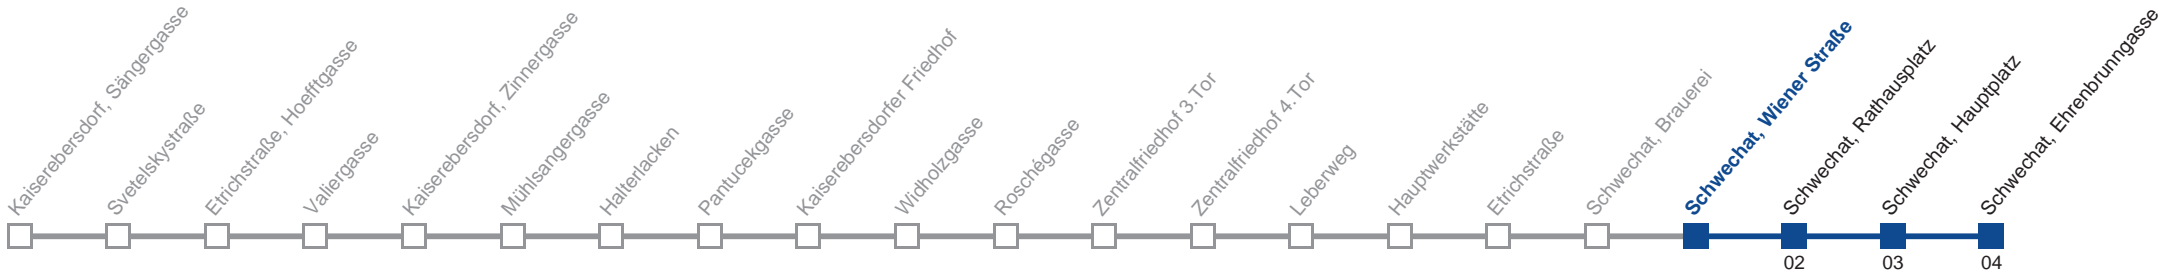 Kaiserebersdorf, Sängergasse
Svetelskystraße
Etrichstraße, Hoefftgasse
Valiergasse
Kaiserebersdorf, Zinnergasse
Mühlsangergasse
Halterlacken
Pantucekgasse
Kaiserebersdorfer Friedhof
Widholzgasse
Roschégasse
Zentralfriedhof 3.Tor
Zentralfriedhof 4.Tor
Leberweg
Hauptwerkstätte
Etrichstraße
Schwechat, Brauerei
Schwechat, Wiener Straße
Schwechat, Rathausplatz
Schwechat, Hauptplatz
Schwechat, Ehrenbrunngasse
02
03
04